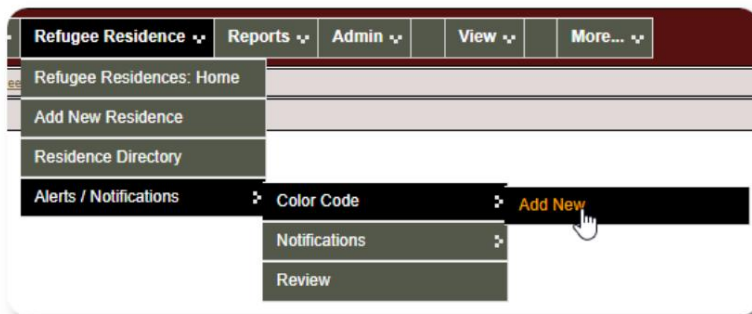 Refugee Residence Reports Admin View More...
Refugee Residences: Home
Add New Residence
Residence Directory
Alerts / Notifications Color Code Add New
Notifications
Review